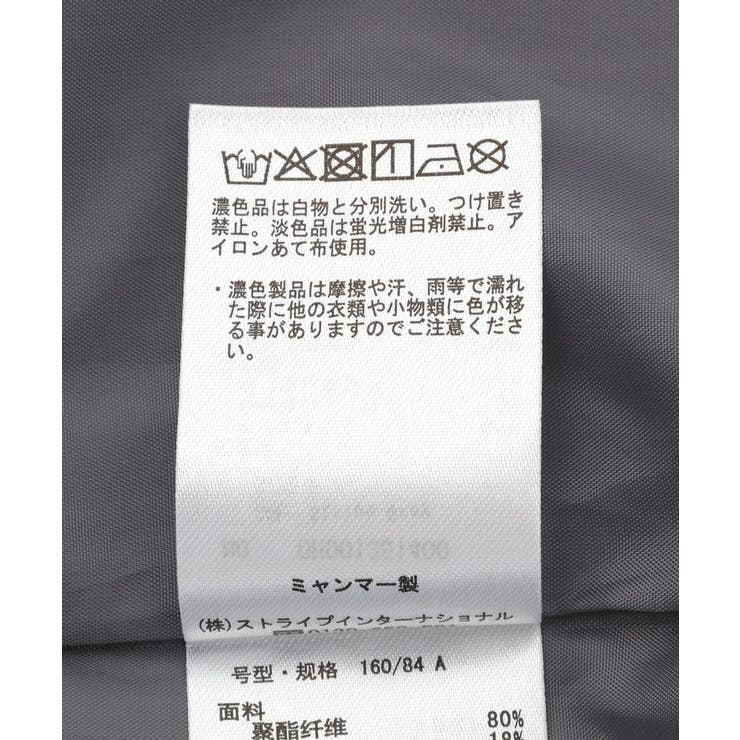 濃色品は白物と分別洗い。つけ置き
禁止。淡色品は蛍光増白剤禁止。ア
イロンあて布使用。
・濃色製品は摩擦や汗、雨等で濡れ
た際に他の衣類や小物類に色が移
る事がありますのでご注意くださ
い。
ミャンマー製
(株)ストライプインターナショナル
号型・规格 160/84 A
面料
聚酯纤维 80%
18%